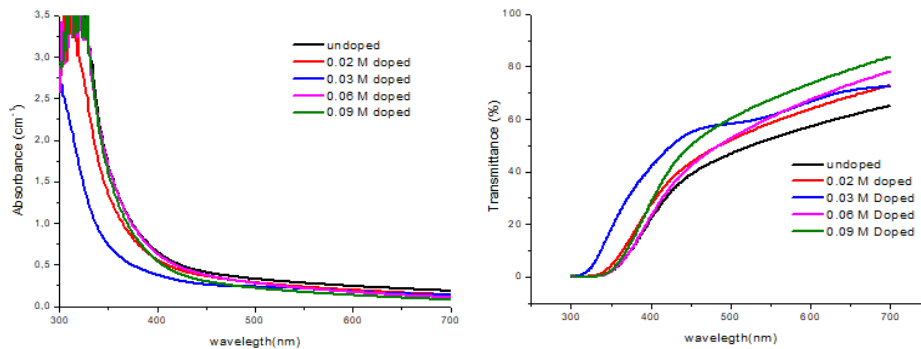 3,5
3,0
2,5
2,0
1,5
1,0
0,5
0,0
Absorbance (cm⁻¹)
undoped
0.02 M doped
0.03 M doped
0.06 M doped
0.09 M doped
300 400 500 600 700
wavelegth(nm)
100
80
60
40
20
0
Transmittance (%)
undoped
0.02 M doped
0.03 M Doped
0.06 M Doped
0.09 M Doped
300 400 500 600 700
wavelegth(nm)